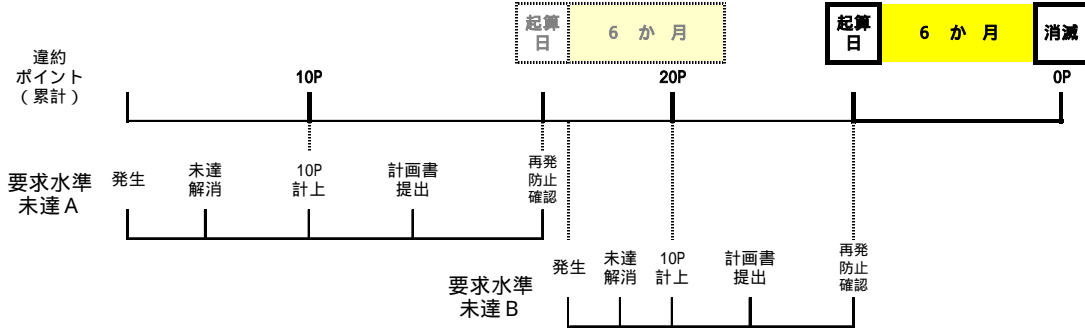 起算
日
6 か 月
起算
日
6 か 月
消滅
違約
ポイント
（累計）
10P
20P
0P
要求水準
未達A
発生
未達
解消
10P
計上
計画書
提出
再発
防止
確認
要求水準
未達B
発生
未達
解消
10P
計上
計画書
提出
再発
防止
確認